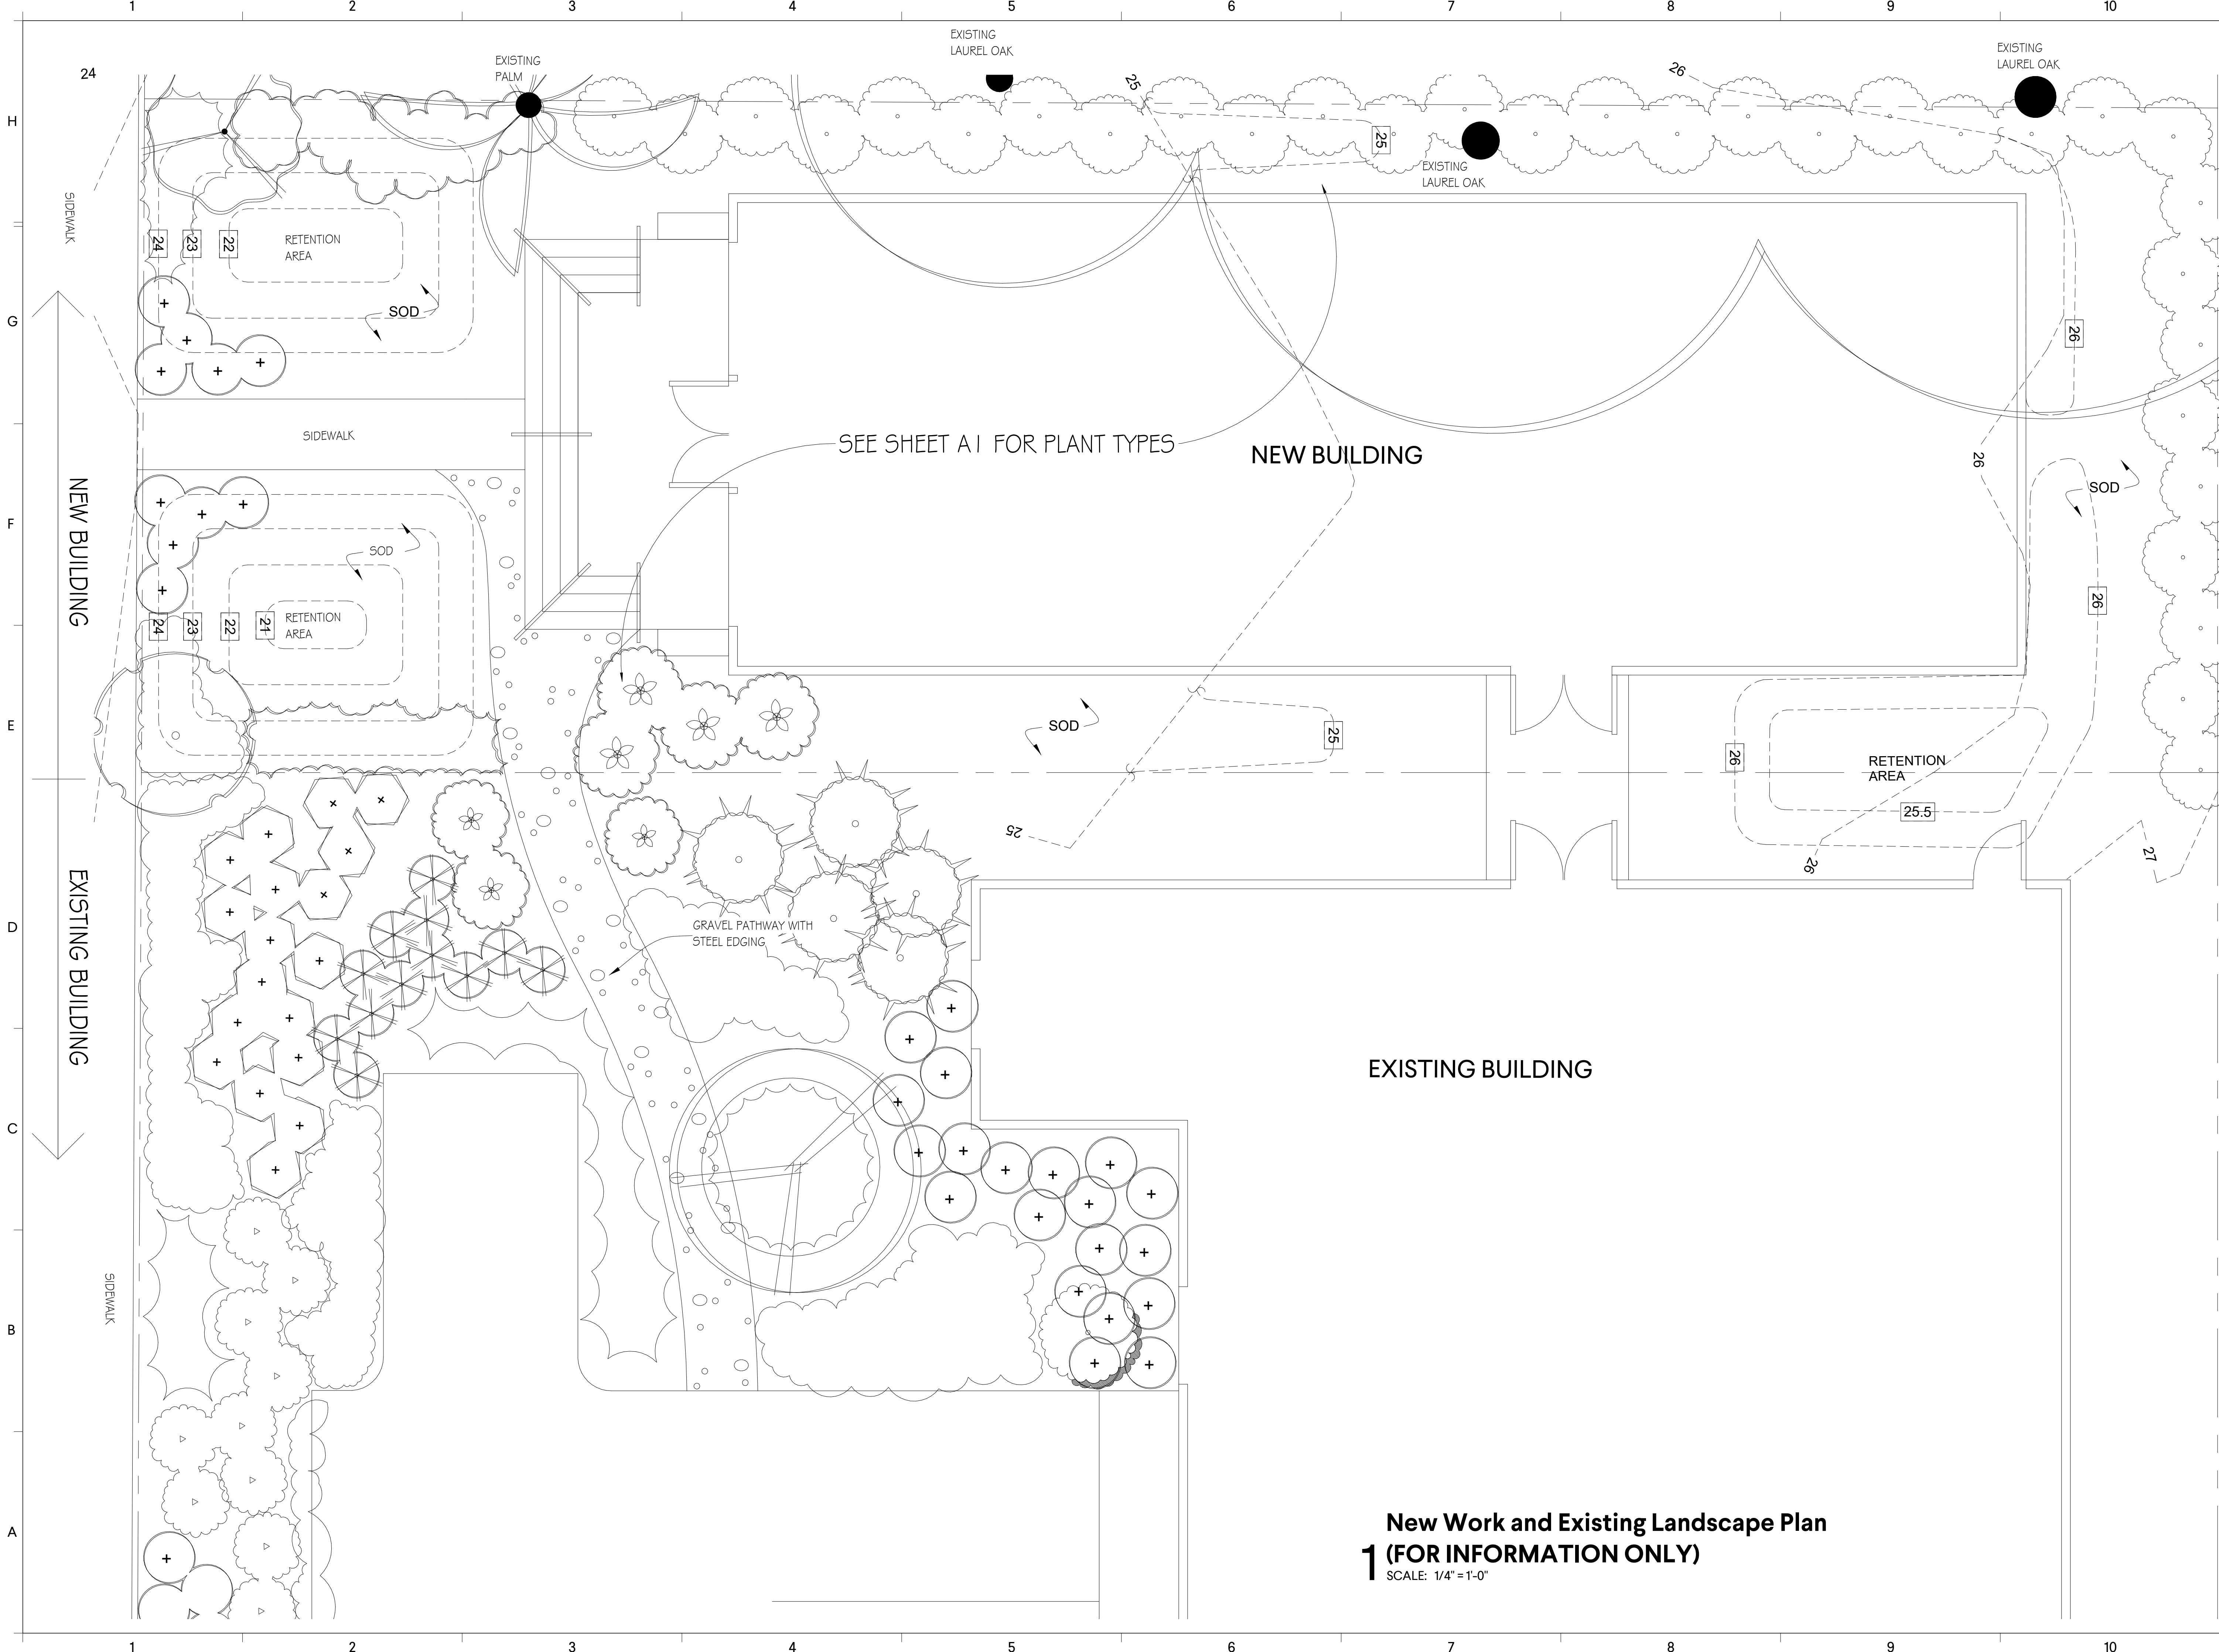 1 2 3 4 5 6 7 8 9 10
EXISTING
LAUREL OAK
EXISTING
LAUREL OAK
EXISTING
PALM
24
25
26
H
25
EXISTING
LAUREL OAK
SIDEWALK
24
23
22
RETENTION
AREA
SOD
G
26
SIDEWALK
SEE SHEET A1 FOR PLANT TYPES
NEW BUILDING
26
SOD
NEW BUILDING
F
SOD
26
24
23
22
21
RETENTION
AREA
E
SOD
25
26
RETENTION
AREA
25.5
25
26
27
EXISTING BUILDING
D
GRAVEL PATHWAY WITH
STEEL EDGING
EXISTING BUILDING
C
SIDEWALK
B
A
New Work and Existing Landscape Plan
1 (FOR INFORMATION ONLY)
SCALE: 1/4" = 1'-0"
1 2 3 4 5 6 7 8 9 10